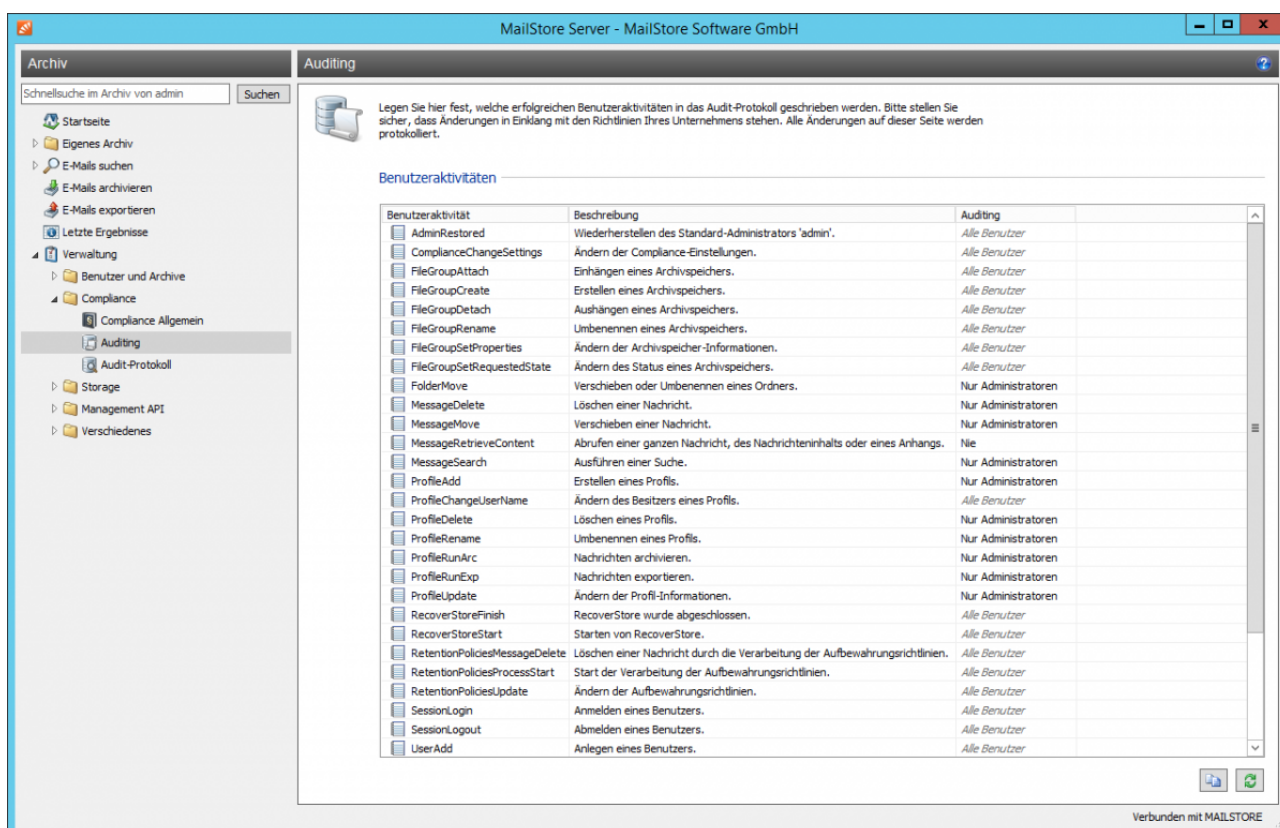 MailStore Server - MailStore Software GmbH
Archiv
Auditing
Schnellsuche im Archiv von admin
Suchen
Startseite
Eigenes Archiv
E-Mails suchen
E-Mails archivieren
E-Mails exportieren
Letzte Ergebnisse
Verwaltung
Benutzer und Archive
Compliance
Compliance Allgemein
Auditing
Audit-Protokoll
Storage
Management API
Verschiedenes
Legen Sie hier fest, welche erfolgreichen Benutzeraktivitäten in das Audit-Protokoll geschrieben werden. Bitte stellen Sie
sicher, dass Änderungen in Einklang mit den Richtlinien Ihres Unternehmens stehen. Alle Änderungen auf dieser Seite werden
protokolliert.
Benutzeraktivitäten
Benutzeraktivität Beschreibung Auditing
AdminRestored Wiederherstellen des Standard-Administrators 'admin'. Alle Benutzer
ComplianceChangeSettings Ändern der Compliance-Einstellungen. Alle Benutzer
FileGroupAttach Einhängen eines Archivspeichers. Alle Benutzer
FileGroupCreate Erstellen eines Archivspeichers. Alle Benutzer
FileGroupDetach Aushängen eines Archivspeichers. Alle Benutzer
FileGroupRename Umbenennen eines Archivspeichers. Alle Benutzer
FileGroupSetProperties Ändern der Archivspeicher-Informationen. Alle Benutzer
FileGroupSetRequestedState Ändern des Status eines Archivspeichers. Alle Benutzer
FolderMove Verschieben oder Umbenennen eines Ordners. Nur Administratoren
MessageDelete Löschen einer Nachricht. Nur Administratoren
MessageMove Verschieben einer Nachricht. Nur Administratoren
MessageRetrieveContent Abrufen einer ganzen Nachricht, des Nachrichteninhalts oder eines Anhangs. Nie
MessageSearch Ausführen einer Suche. Nur Administratoren
ProfileAdd Erstellen eines Profils. Nur Administratoren
ProfileChangeUserName Ändern des Besitzers eines Profils. Alle Benutzer
ProfileDelete Löschen eines Profils. Nur Administratoren
ProfileRename Umbenennen eines Profils. Nur Administratoren
ProfileRunArc Nachrichten archivieren. Nur Administratoren
ProfileRunExp Nachrichten exportieren. Nur Administratoren
ProfileUpdate Ändern der Profil-Informationen. Nur Administratoren
RecoverStoreFinish RecoverStore wurde abgeschlossen. Alle Benutzer
RecoverStoreStart Starten von RecoverStore. Alle Benutzer
RetentionPoliciesMessageDelete Löschen einer Nachricht durch die Verarbeitung der Aufbewahrungsrichtlinien. Alle Benutzer
RetentionPoliciesProcessStart Start der Verarbeitung der Aufbewahrungsrichtlinien. Alle Benutzer
RetentionPoliciesUpdate Ändern der Aufbewahrungsrichtlinien. Alle Benutzer
SessionLogin Anmelden eines Benutzers. Alle Benutzer
SessionLogout Abmelden eines Benutzers. Alle Benutzer
UserAdd Anlegen eines Benutzers. Alle Benutzer
Verbunden mit MAILSTORE